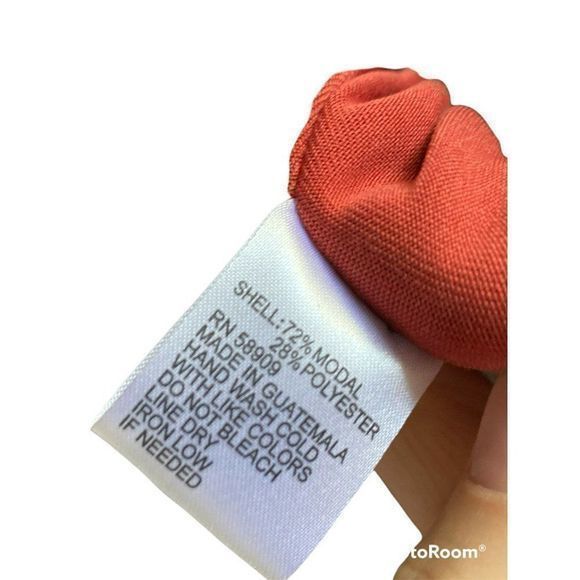 SHELL: 72% MODAL
28% POLYESTER
RN 58909
MADE IN GUATEMALA
HAND WASH COLD
WITH LIKE COLORS
DO NOT BLEACH
LINE DRY
IRON LOW
IF NEEDED
toRoom®